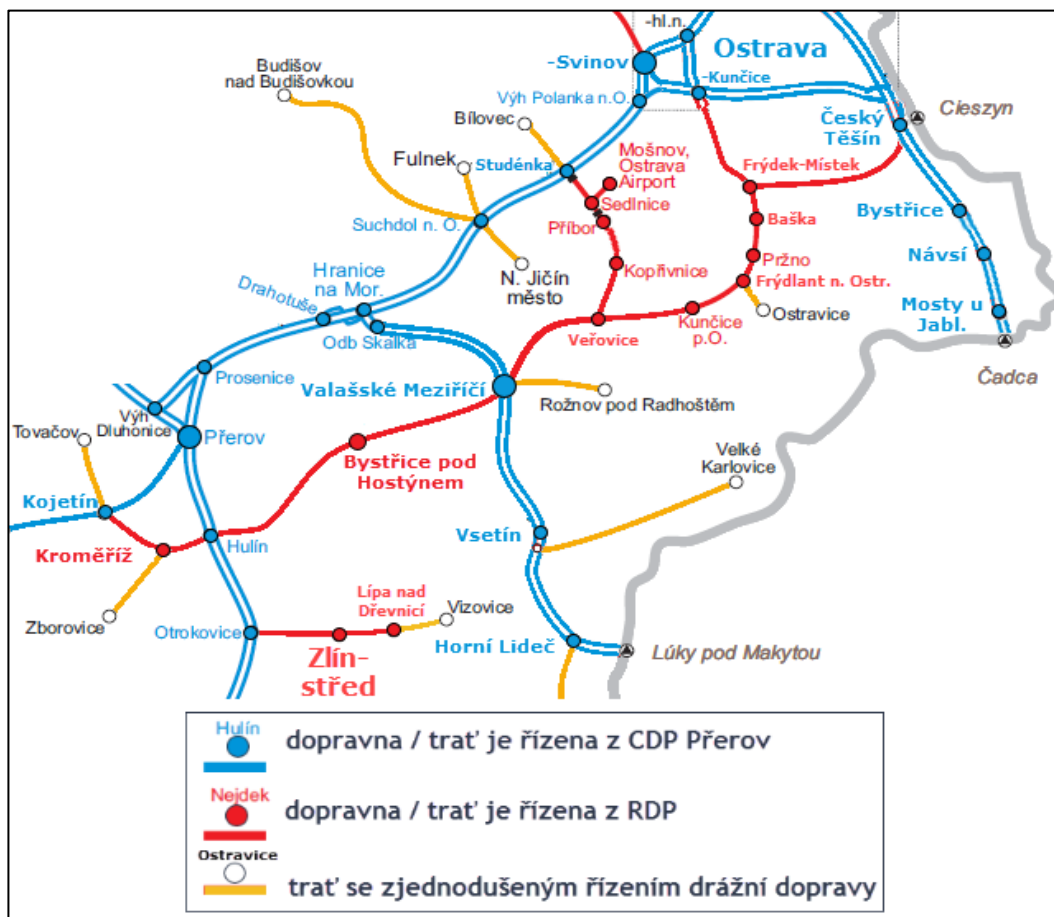 -hl.n.
Ostrava
-Svinov
-Kunčice
Budišov
nad Budišovkou
Výh Polanka n.O.
Bílovec
Cieszyn
Český
Těšín
Mošnov,
Ostrava
Airport
Fulnek
Studénka
Frýdek-Místek
Sedlnice
Bystřice
Suchdol n. O.
Příbor
Baška
Návsí
Hranice
na Mor.
N. Jičín
město
Kopřivnice
Pržno
Frýdlant n. Ostr.
Drahotuše
Mosty u
Jabl.
Ostravice
Odb Skalka
Veřovice
Kunčice
p.O.
Prosenice
Valašské Meziříčí
Čadca
Rožnov pod Radhoštěm
Výh
Dluhonice
Tovačov
Přerov
Velké
Karlovice
Bystřice pod
Hostýnem
Kojetín
Vsetín
Kroměříž
Hulín
Lípa nad
Dřevnicí
Vizovice
Zborovice
Otrokovice
Horní Lideč
Lúky pod Makytou
Zlín-
střed
Hulín
dopravna / trať je řízena z CDP Přerov
Nejdek
dopravna / trať je řízena z RDP
Ostravice
trať se zjednodušeným řízením drážní dopravy